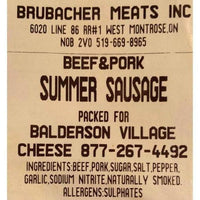 BRUBACHER MEATS INC
6020 LINE 86 RR#1 WEST MONTROSE,ON
N0B 2V0 519-669-8965
BEEF&PORK
SUMMER SAUSAGE
PACKED FOR
BALDERSON VILLAGE
CHEESE 877-267-4492
INGREDIENTS:BEEF,PORK,SUGAR,SALT,PEPPER,
GARLIC,SODIUM NITRITE,NATURALLY SMOKED.
ALLERGENS:SULPHATES